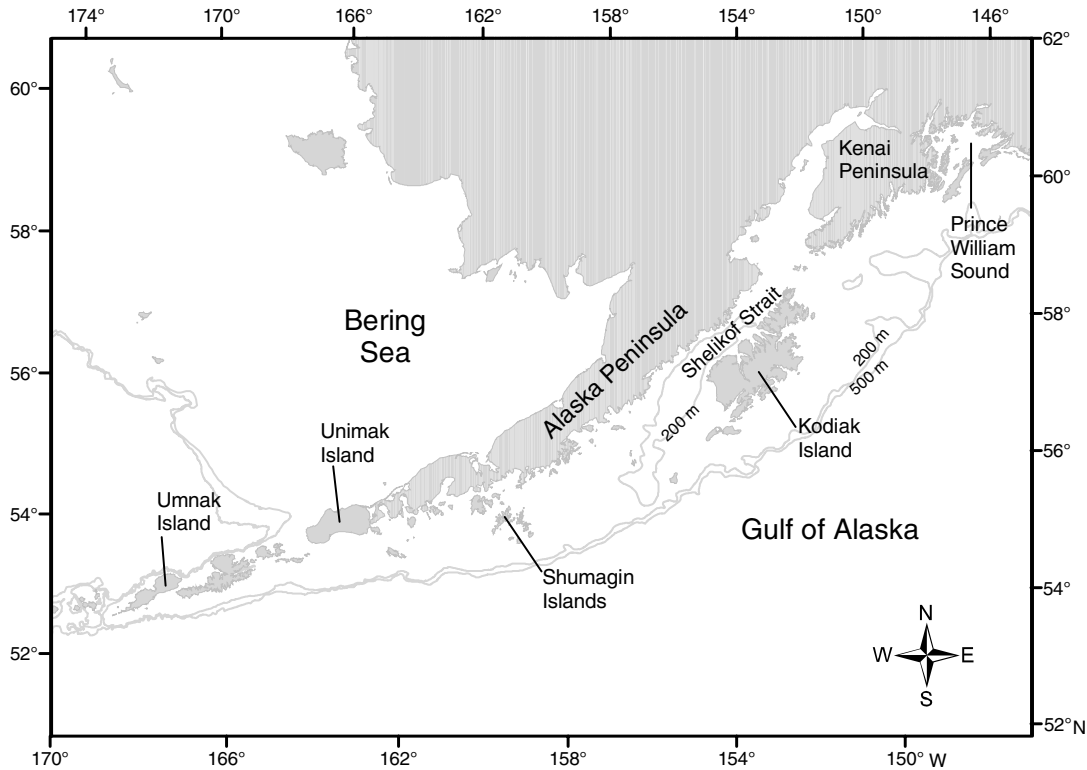 174°
170°
166°
162°
158°
154°
150°
146°
62°
60°
Kenai
Peninsula
60°
Prince
William
Sound
58°
Shelikof Strait
58°
Bering
Sea
Alaska Peninsula
200 m
500 m
56°
200 m
Kodiak
Island
56°
Unimak
Island
Umnak
Island
54°
Gulf of Alaska
Shumagin
Islands
54°
N
W
E
S
52°
52°N
170°
166°
162°
158°
154°
150° W